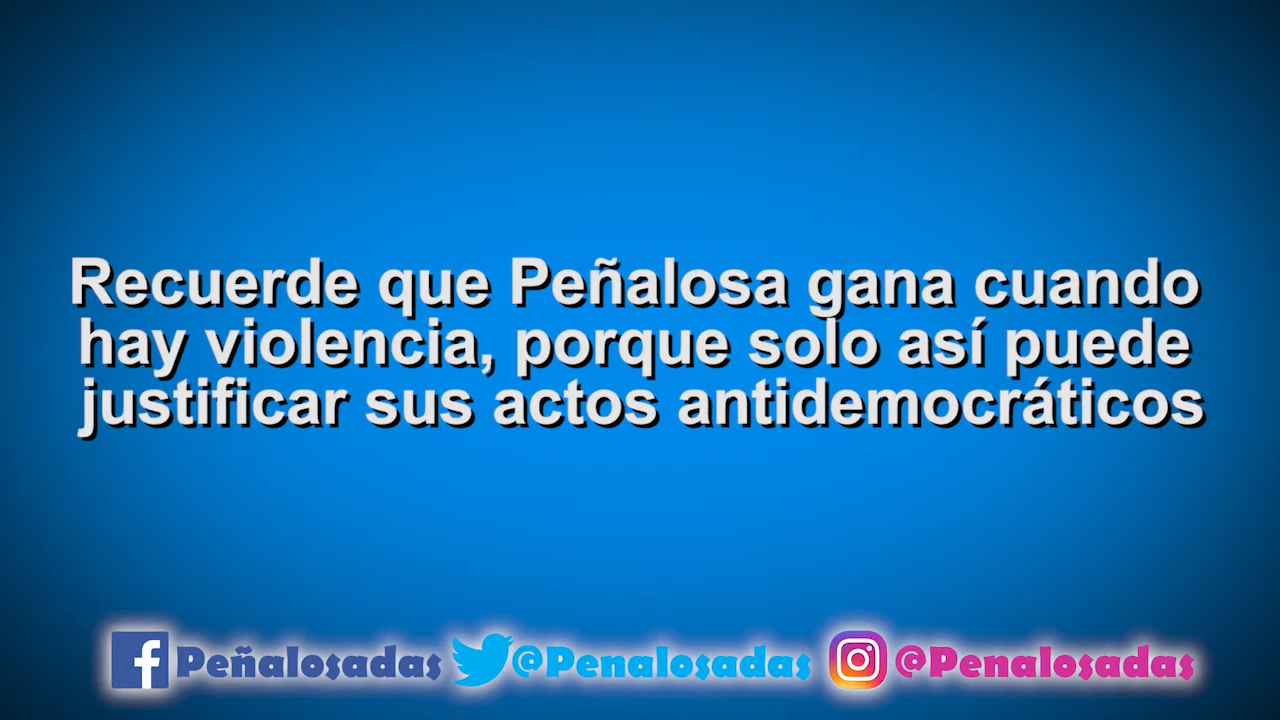 Recuerde que Peñalosa gana cuando
hay violencia, porque solo así puede
justificar sus actos antidemocráticos
Peñalosadas @Penalosadas @Penalosadas